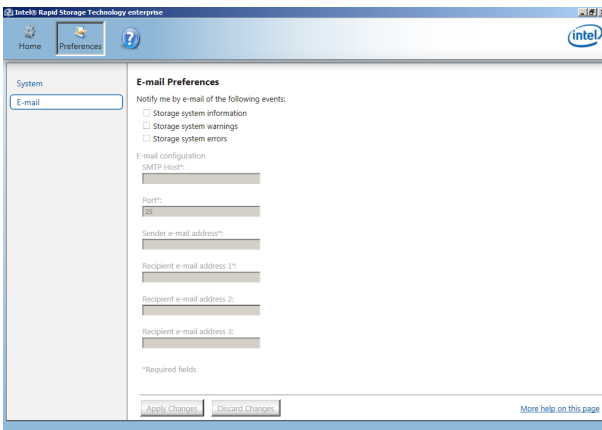 Intel® Rapid Storage Technology enterprise
Home
Preferences
?
intel
System
E-mail
E-mail Preferences
Notify me by e-mail of the following events:
Storage system information
Storage system warnings
Storage system errors
E-mail configuration
SMTP Host*:
Port*:
25
Sender e-mail address*:
Recipient e-mail address 1*:
Recipient e-mail address 2:
Recipient e-mail address 3:
*Required fields
Apply Changes
Discard Changes
More help on this page